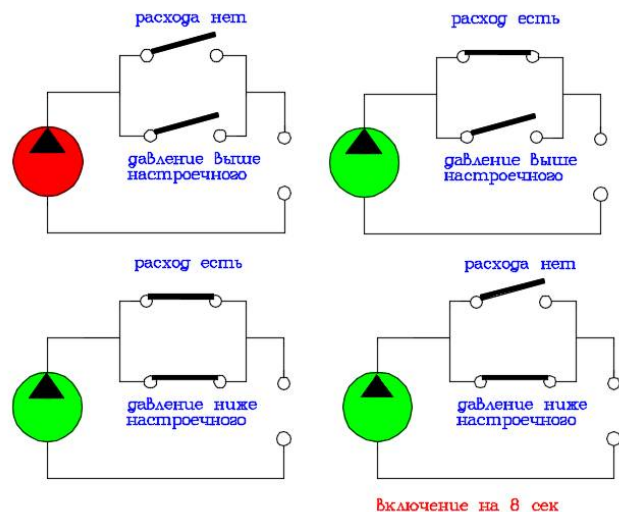 расхода нет
давление выше
настроечного
расход есть
давление выше
настроечного
расход есть
давление ниже
настроечного
расхода нет
давление ниже
настроечного
включение на 8 сек